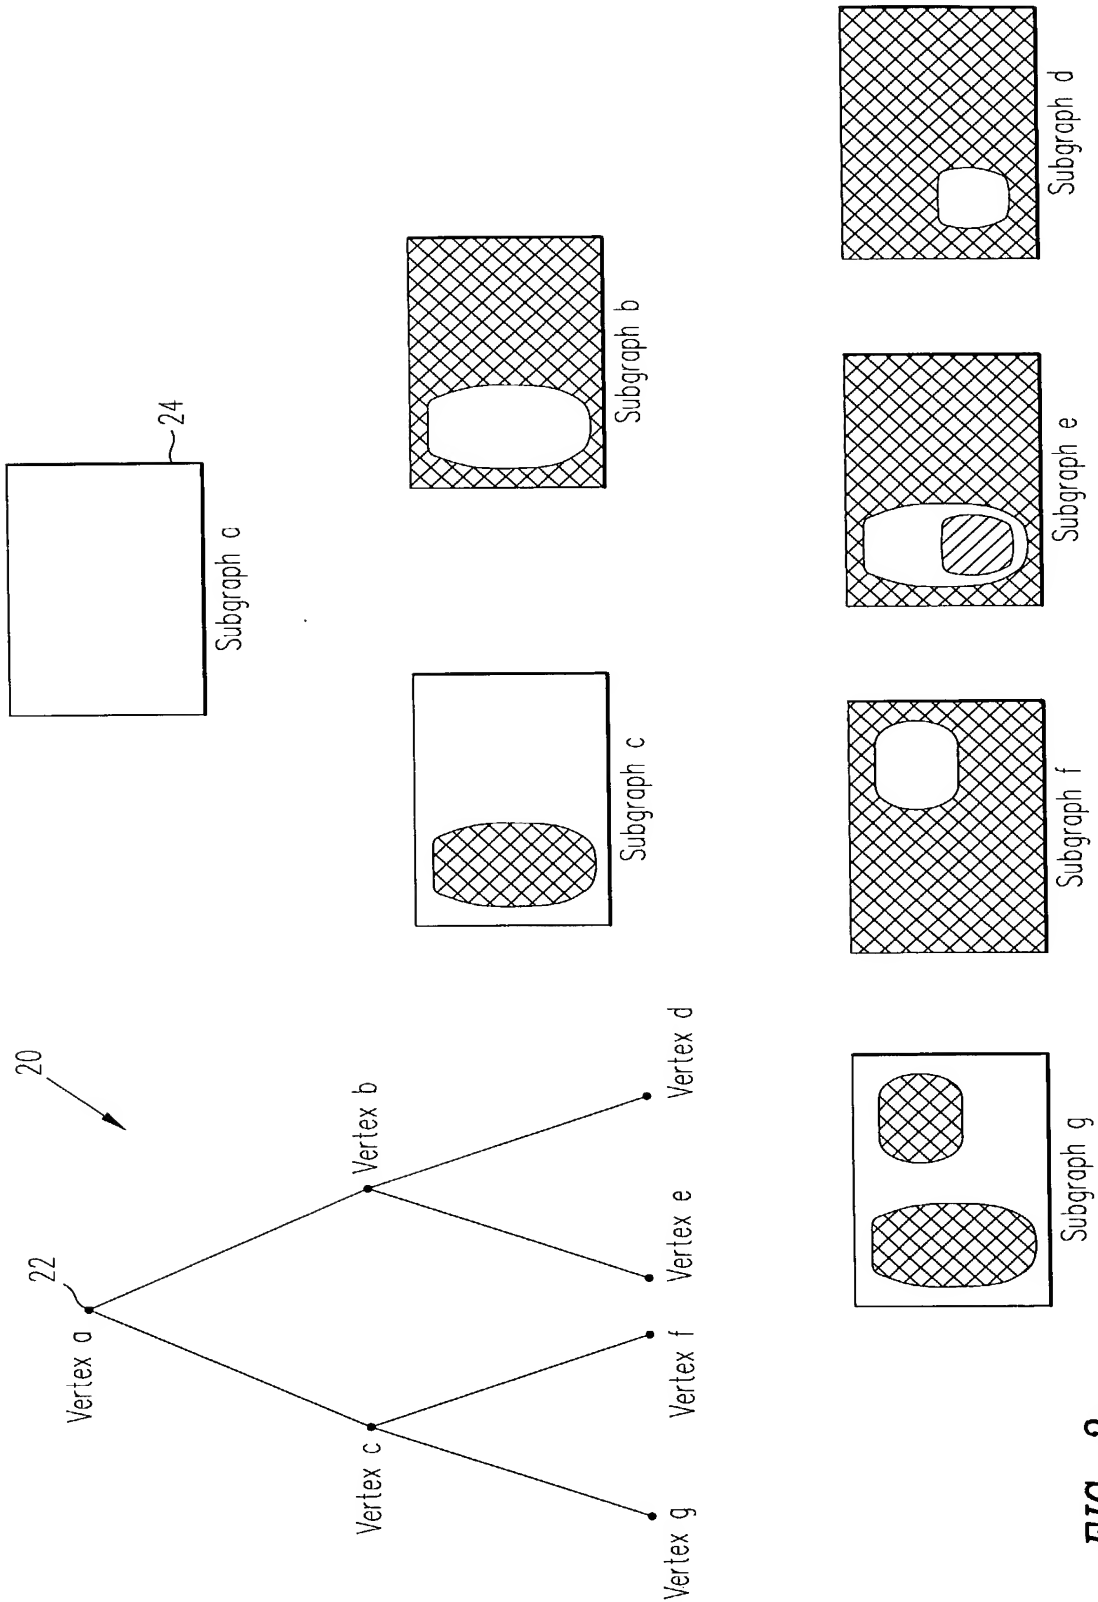 20
22
Vertex a
Vertex c
Vertex b
Vertex g
Vertex f
Vertex e
Vertex d
24
Subgraph a
Subgraph c
Subgraph b
Subgraph g
Subgraph f
Subgraph e
Subgraph d